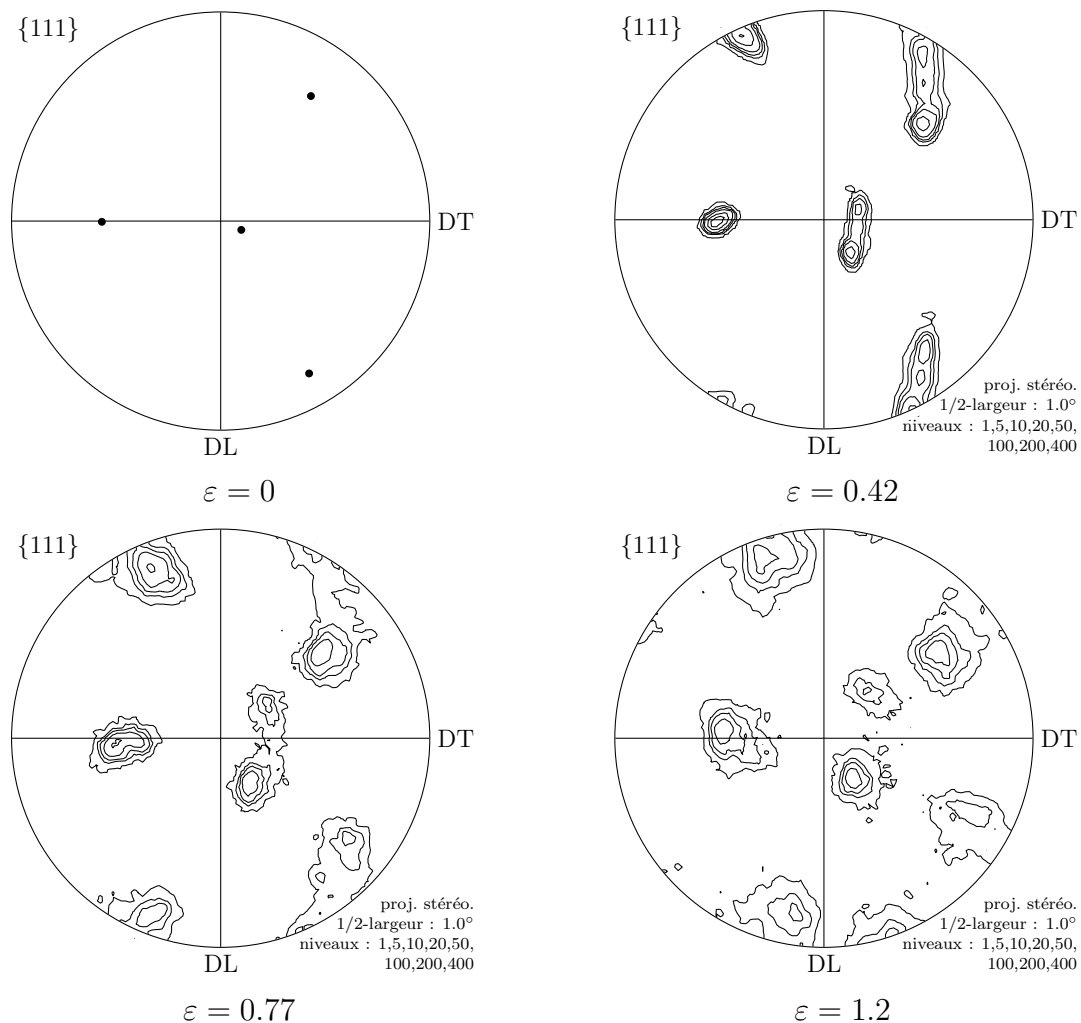 {111}
DT
DL
ε = 0
{111}
DT
DL
proj. stéréo.
1/2-largeur : 1.0°
niveaux : 1,5,10,20,50,
100,200,400
ε = 0.42
{111}
DT
DL
proj. stéréo.
1/2-largeur : 1.0°
niveaux : 1,5,10,20,50,
100,200,400
ε = 0.77
{111}
DT
DL
proj. stéréo.
1/2-largeur : 1.0°
niveaux : 1,5,10,20,50,
100,200,400
ε = 1.2